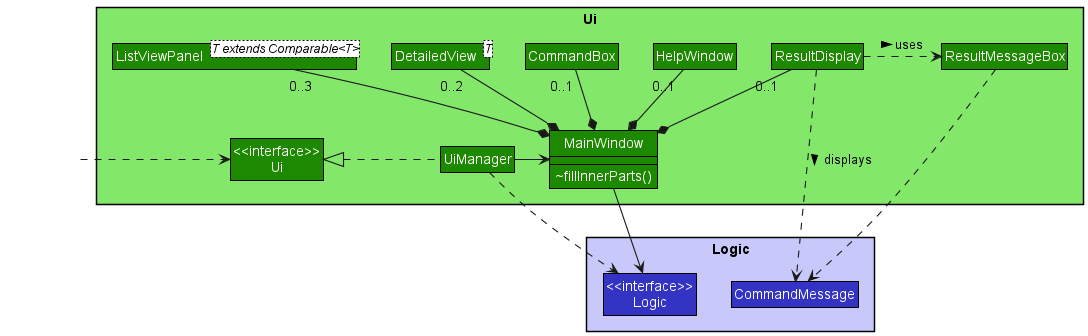 Ui
ListViewPanel
T extends Comparable<T>
DetailedView
T
CommandBox
HelpWindow
ResultDisplay
uses
ResultMessageBox
0..3
0..2
0..1
0..1
0..1
<<interface>>
Ui
UiManager
MainWindow
~fillInnerParts()
displays
Logic
<<interface>>
Logic
CommandMessage